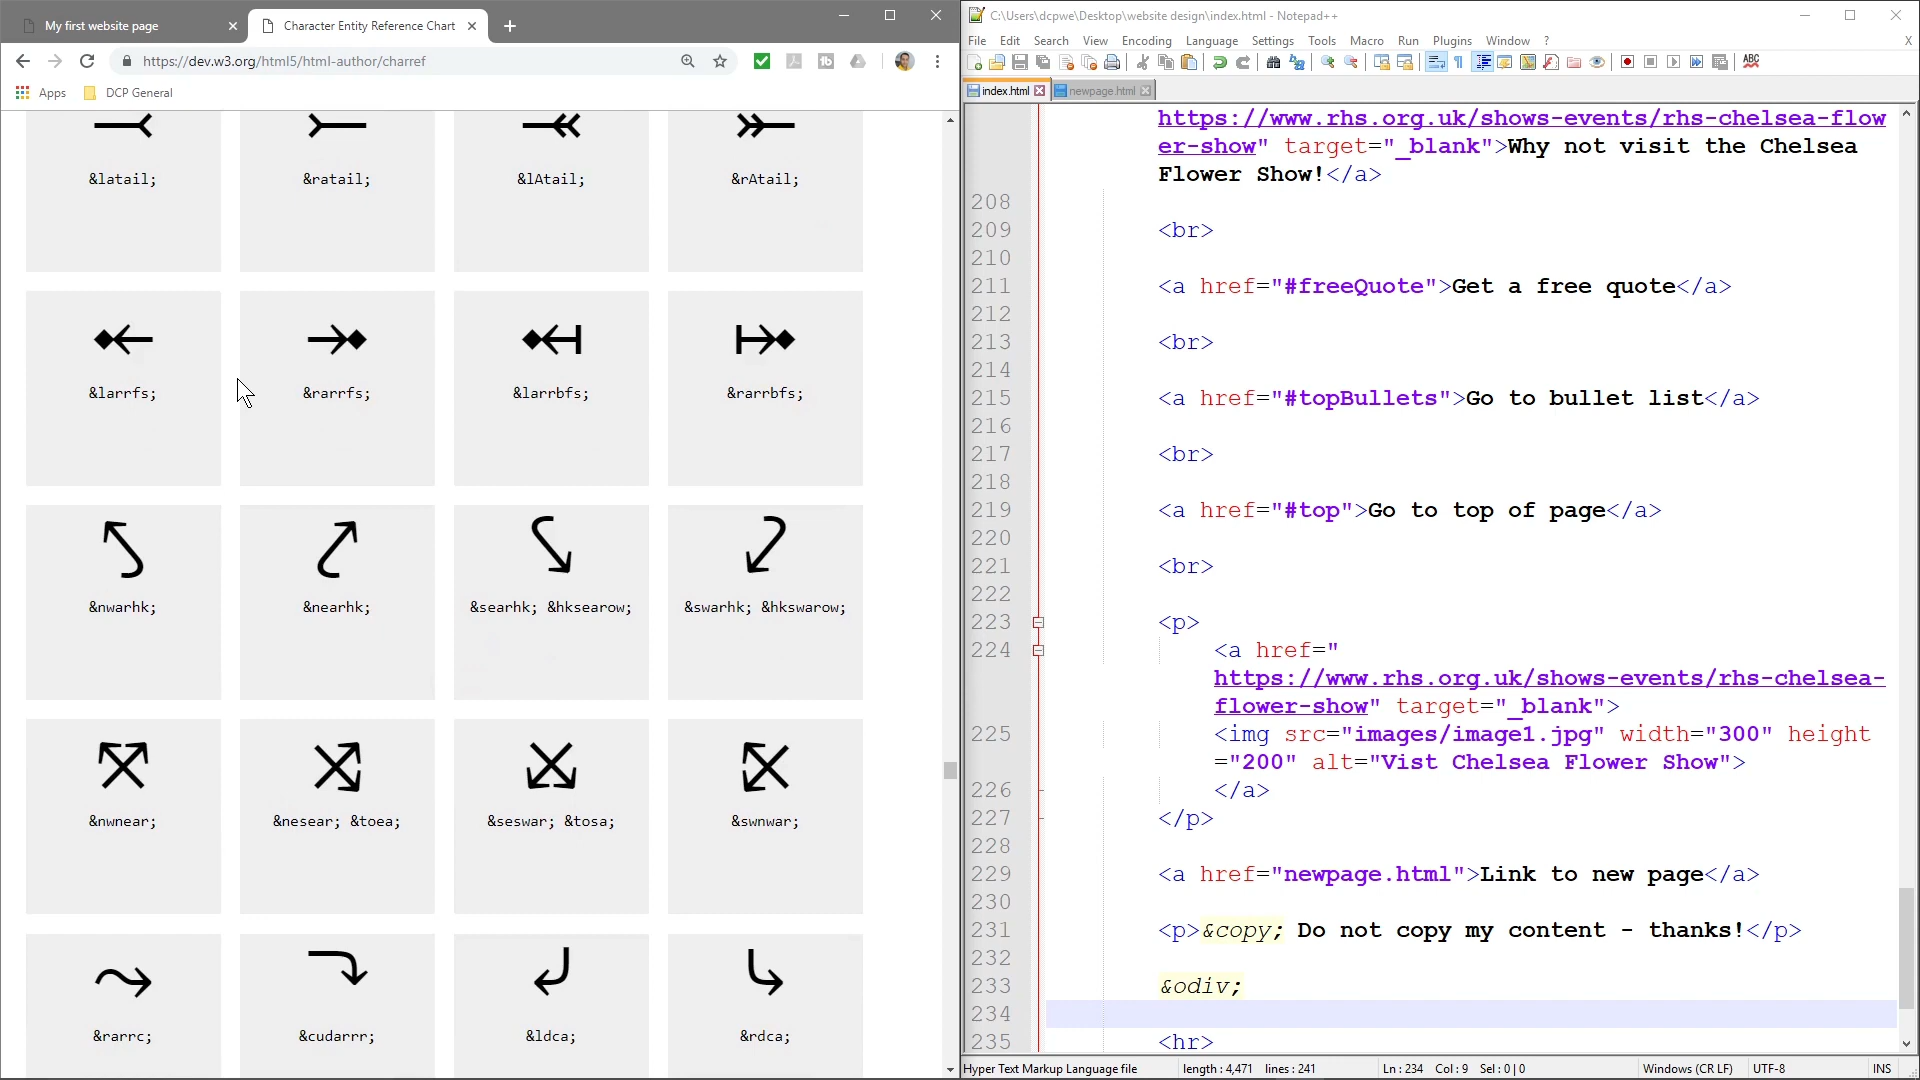 My first website page
Character Entity Reference Chart
https://dev.w3.org/html5/html-author/charref
Apps
DCP General
&latail;
&ratail;
&lAtail;
&rAtail;
&larrfs;
&rarrfs;
&larrbfs;
&rarrbfs;
&nwarhk;
&nearhk;
&searhk; &hksearow;
&swarhk; &hkswarow;
&nwnear;
&nesear; &toea;
&seswar; &tosa;
&swnwar;
&rarrc;
&cudarrr;
&ldca;
&rdca;
C:\Users\dcpwe\Desktop\website design\index.html - Notepad++
File Edit Search View Encoding Language Settings Tools Macro Run Plugins Window ?
X
ABC
index.html
newpage.html
https://www.rhs.org.uk/shows-events/rhs-chelsea-flow
er-show" target="_blank">Why not visit the Chelsea
Flower Show!</a>
208
209 <br>
210
211 <a href="#freeQuote">Get a free quote</a>
212
213 <br>
214
215 <a href="#topBullets">Go to bullet list</a>
216
217 <br>
218
219 <a href="#top">Go to top of page</a>
220
221 <br>
222
223 <p>
224 <a href="
https://www.rhs.org.uk/shows-events/rhs-chelsea-
flower-show" target="_blank">
225 <img src="images/image1.jpg" width="300" height
="200" alt="Vist Chelsea Flower Show">
226 </a>
227 </p>
228
229 <a href="newpage.html">Link to new page</a>
230
231 <p>&copy; Do not copy my content - thanks!</p>
232
233 &odiv;
234
235 <hr>
Hyper Text Markup Language file length : 4,471 lines : 241 Ln : 234 Col : 9 Sel : 0 | 0 Windows (CR LF) UTF-8 INS